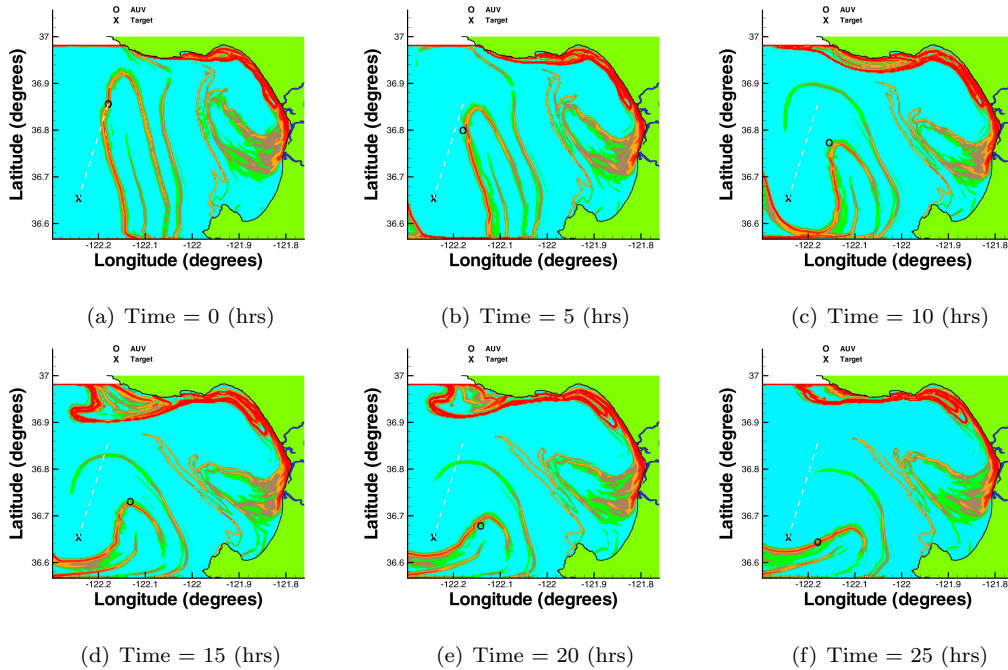 O AUV
X Target
O AUV
X Target
O AUV
X Target
Latitude (degrees)
37
36.9
36.8
36.7
36.6
O
X
-122.2 -122.1 -122 -121.9 -121.8
Longitude (degrees)
Latitude (degrees)
37
36.9
36.8
36.7
36.6
O
X
-122.2 -122.1 -122 -121.9 -121.8
Longitude (degrees)
Latitude (degrees)
37
36.9
36.8
36.7
36.6
O
X
-122.2 -122.1 -122 -121.9 -121.8
Longitude (degrees)
(a) Time = 0 (hrs)
(b) Time = 5 (hrs)
(c) Time = 10 (hrs)
O AUV
X Target
O AUV
X Target
O AUV
X Target
Latitude (degrees)
37
36.9
36.8
36.7
36.6
O
X
-122.2 -122.1 -122 -121.9 -121.8
Longitude (degrees)
Latitude (degrees)
37
36.9
36.8
36.7
36.6
O
X
-122.2 -122.1 -122 -121.9 -121.8
Longitude (degrees)
Latitude (degrees)
37
36.9
36.8
36.7
36.6
O
X
-122.2 -122.1 -122 -121.9 -121.8
Longitude (degrees)
(d) Time = 15 (hrs)
(e) Time = 20 (hrs)
(f) Time = 25 (hrs)